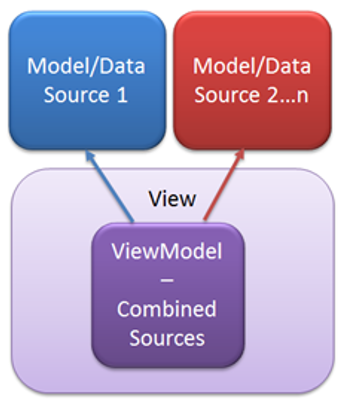 Model/Data
Source 1
Model/Data
Source 2...n
View
ViewModel
–
Combined
Sources